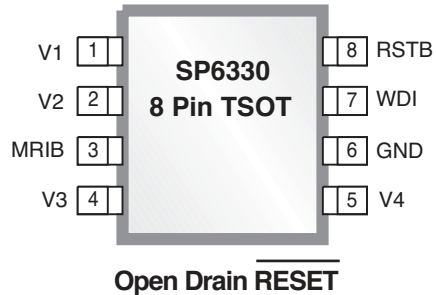 SP6330
8 Pin TSOT
V1 1
V2 2
MRIB 3
V3 4
8 RSTB
7 WDI
6 GND
5 V4
Open Drain RESET